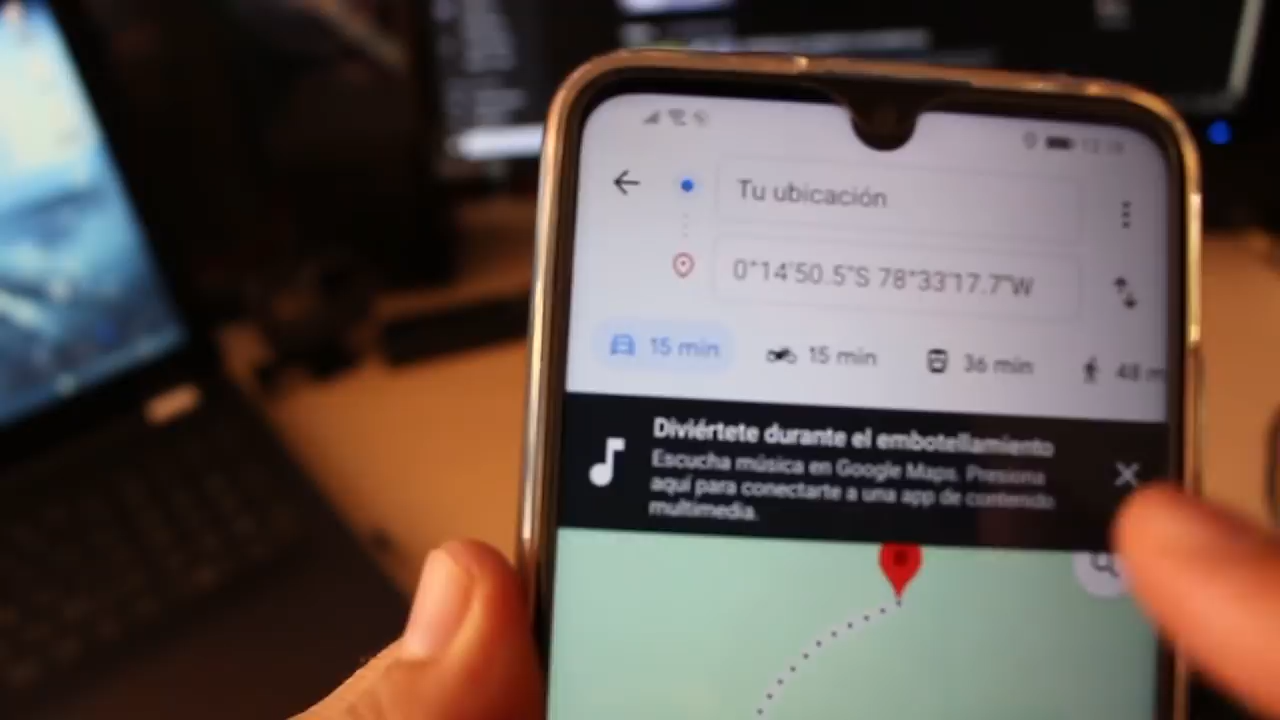 Tu ubicación
0°14'50.5"S 78°33'17.7"W
15 min
15 min
36 min
48 m
Diviértete durante el embotellamiento
Escucha música en Google Maps. Presiona
aquí para conectarte a una app de contenido
multimedia.